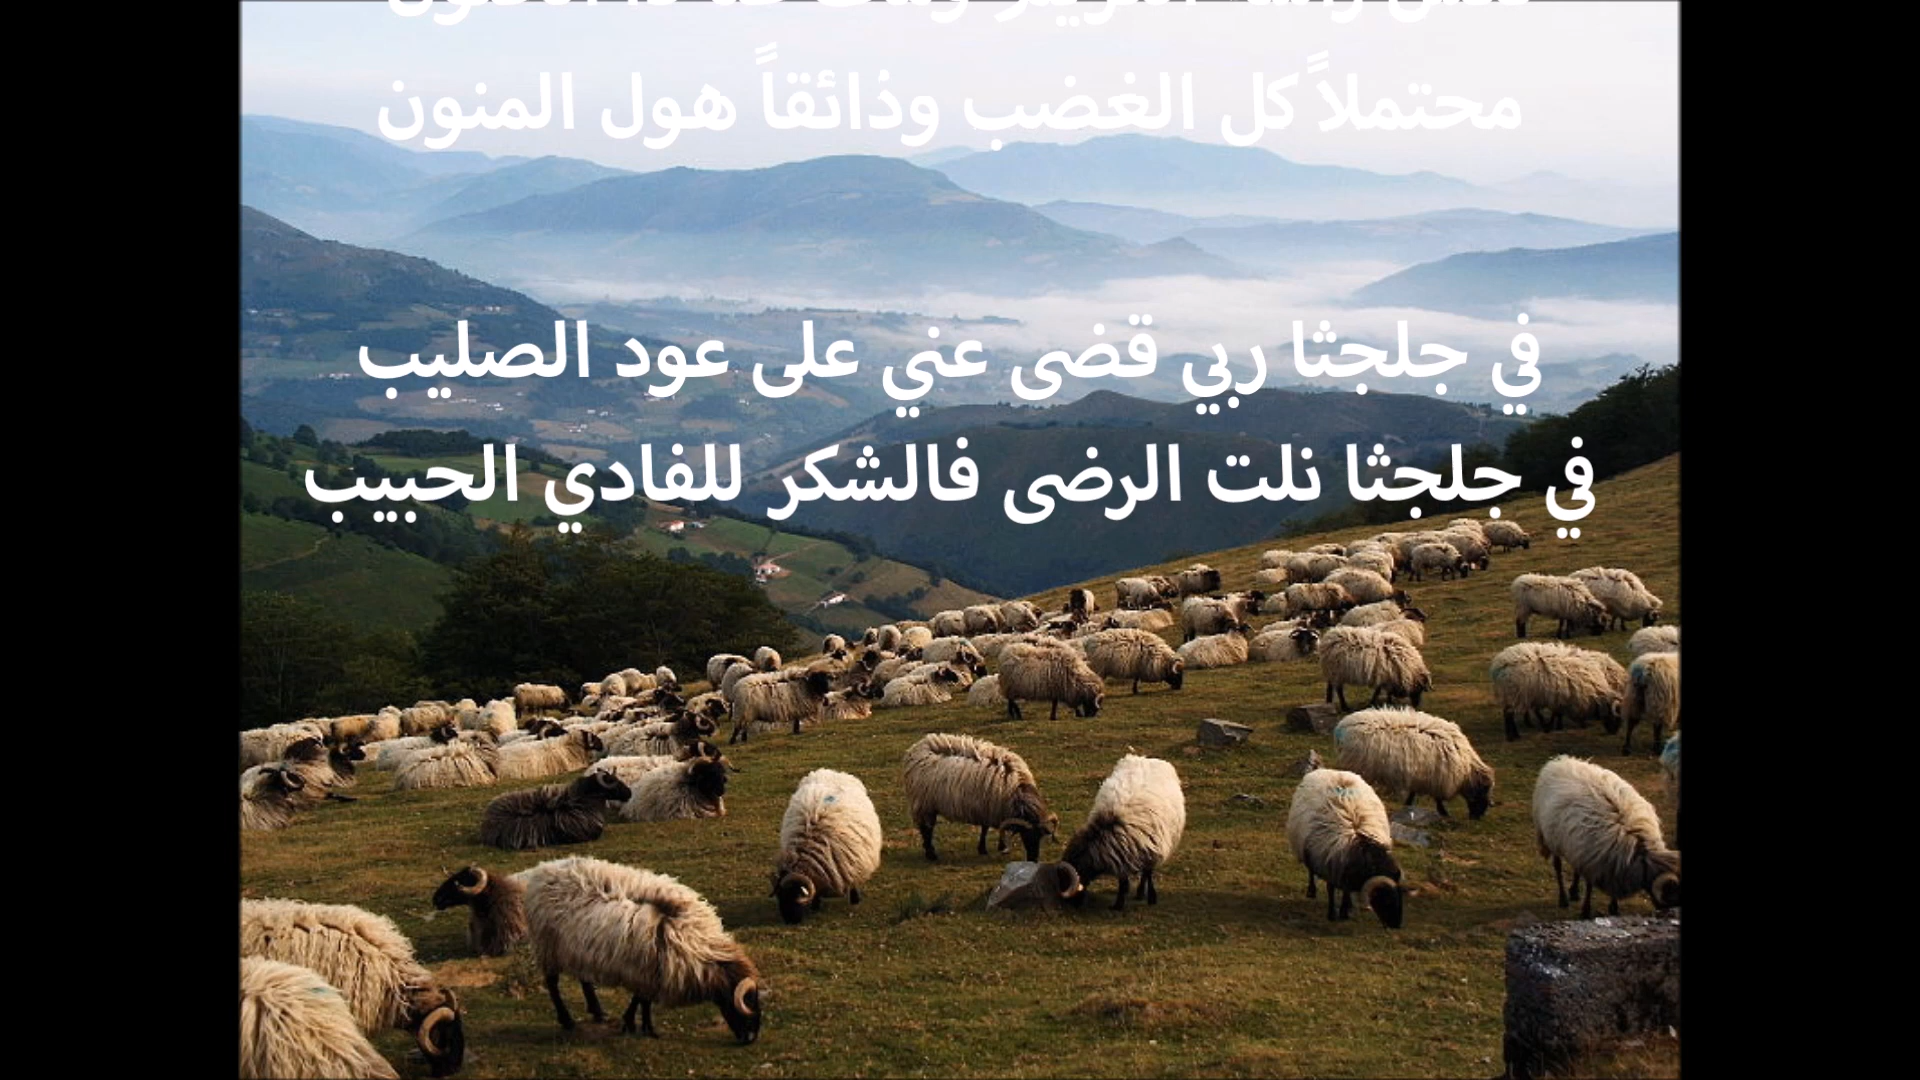 محتملاً كل الغضب وذائقاً هول المنون
في جلجثا ربي قضى عني على عود الصليب
في جلجثا نلت الرضى فالشكر للفادي الحبيب